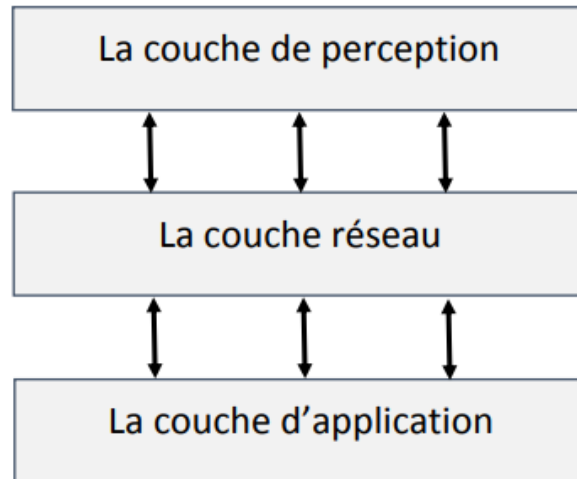 La couche de perception
La couche réseau
La couche d’application